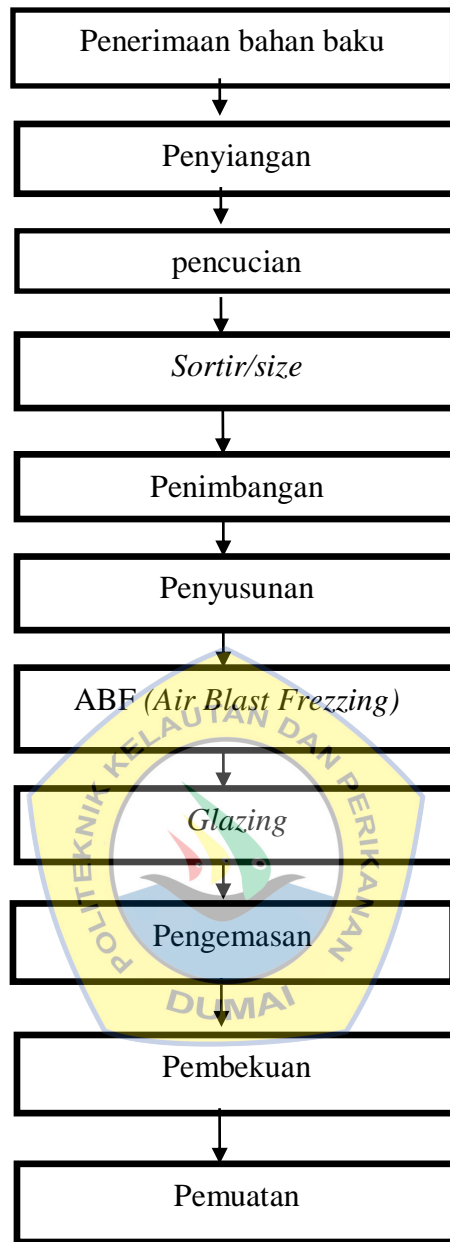 Penerimaan bahan baku
Penyiangan
pencucian
Sortir/size
Penimbangan
Penyusunan
ABF (Air Blast Frezzing)
Glazing
Pengemasan
Pembekuan
Pemuatan
POLITEKNIK KELAUTAN DAN PERIKANAN
DUMAI